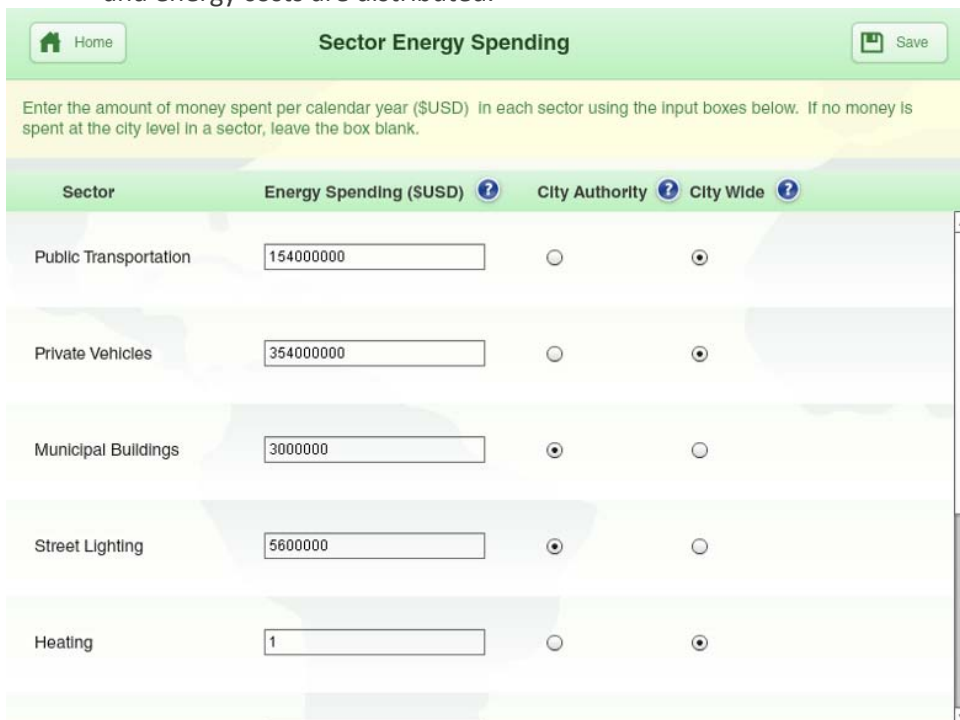 and energy costs are distributed.
Home
Sector Energy Spending
Save
Enter the amount of money spent per calendar year ($USD) in each sector using the input boxes below. If no money is
spent at the city level in a sector, leave the box blank.
Sector Energy Spending ($USD) ? City Authority ? City Wide ?
Public Transportation 154000000
Private Vehicles 354000000
Municipal Buildings 3000000
Street Lighting 5600000
Heating 1